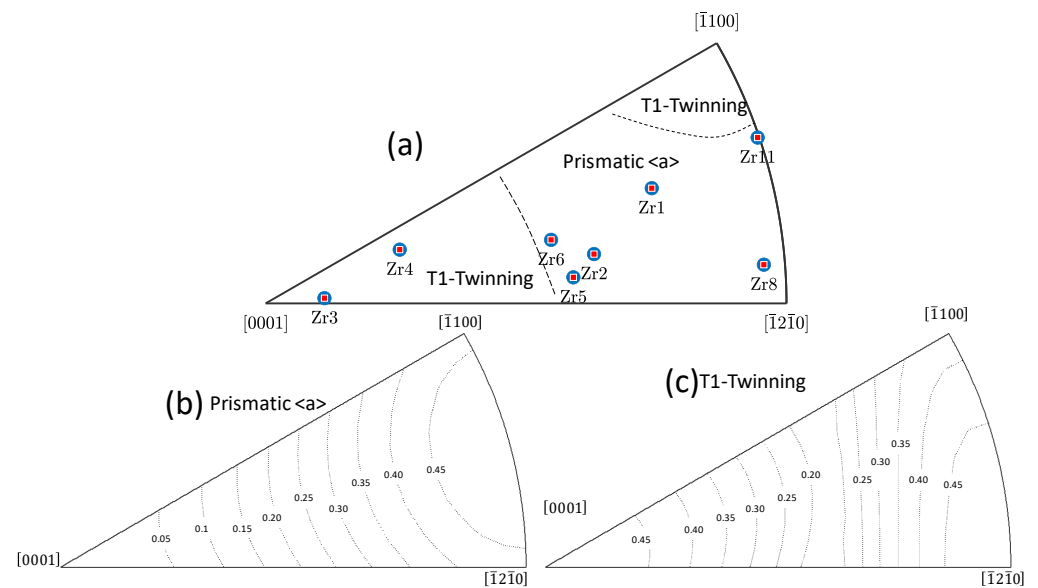 [1̅100]
T1-Twinning
(a)
Zr11
Prismatic <a>
Zr1
Zr6
Zr2
Zr4
T1-Twinning
Zr5
Zr8
Zr3
[0001]
[1̅21̅0]
[1̅100]
[1̅100]
(b) Prismatic <a>
(c) T1-Twinning
0.05
0.1
0.15
0.20
0.25
0.30
0.35
0.40
0.45
[0001]
[1̅21̅0]
[0001]
0.45
0.40
0.35
0.30
0.25
0.20
0.25
0.30
0.35
0.40
0.45
[1̅21̅0]